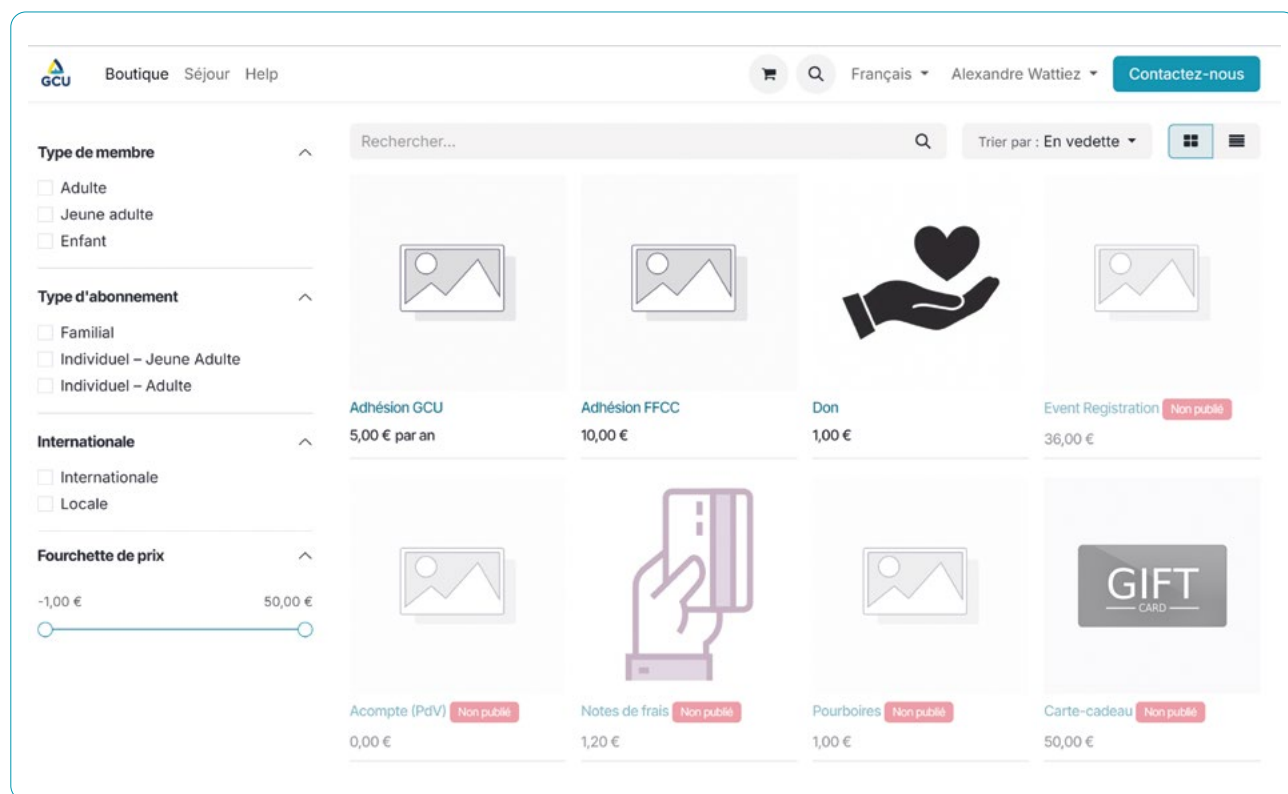 GCU
Boutique Séjour Help
Français
Alexandre Wattiez
Contactez-nous
Type de membre
Adulte
Jeune adulte
Enfant
Type d'abonnement
Familial
Individuel – Jeune Adulte
Individuel – Adulte
Internationale
Internationale
Locale
Fourchette de prix
-1,00 € 50,00 €
Rechercher...
Trier par : En vedette
Adhésion GCU
5,00 € par an
Adhésion FFCC
10,00 €
Don
1,00 €
Event Registration Non publié
36,00 €
Acompte (PdV) Non publié
0,00 €
Notes de frais Non publié
1,20 €
Pourboires Non publié
1,00 €
GIFT
CARD
Carte-cadeau Non publié
50,00 €